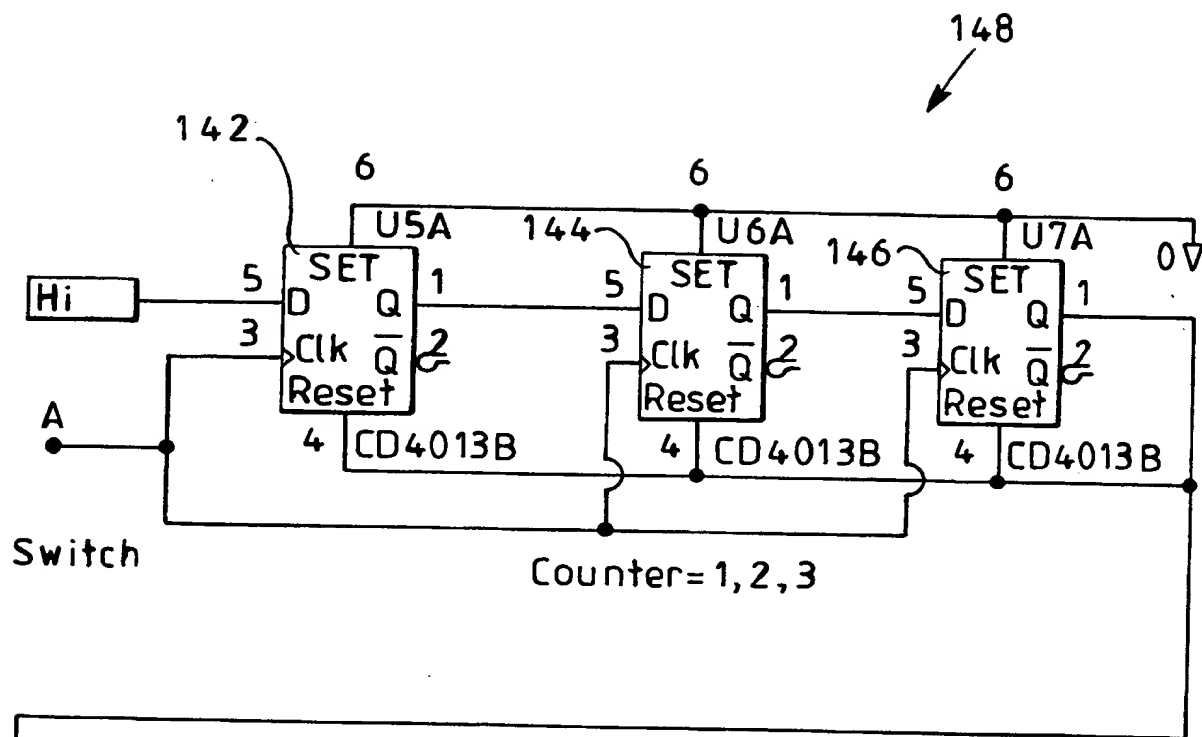 148
142
6 6 6
U5A 144 U6A 146 U7A 0
SET SET SET
Hi 5 D Q 1 5 D Q 1 5 D Q 1
3 Clk Q̅ 2 3 Clk Q̅ 2 3 Clk Q̅ 2
Reset Reset Reset
A 4 CD4013B 4 CD4013B 4 CD4013B
Switch
Counter=1,2,3